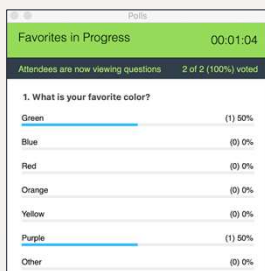 Polls
Favorites in Progress 00:01:04
Attendees are now viewing questions 2 of 2 (100%) voted
1. What is your favorite color?
Green (1) 50%
Blue (0) 0%
Red (0) 0%
Orange (0) 0%
Yellow (0) 0%
Purple (1) 50%
Other (0) 0%